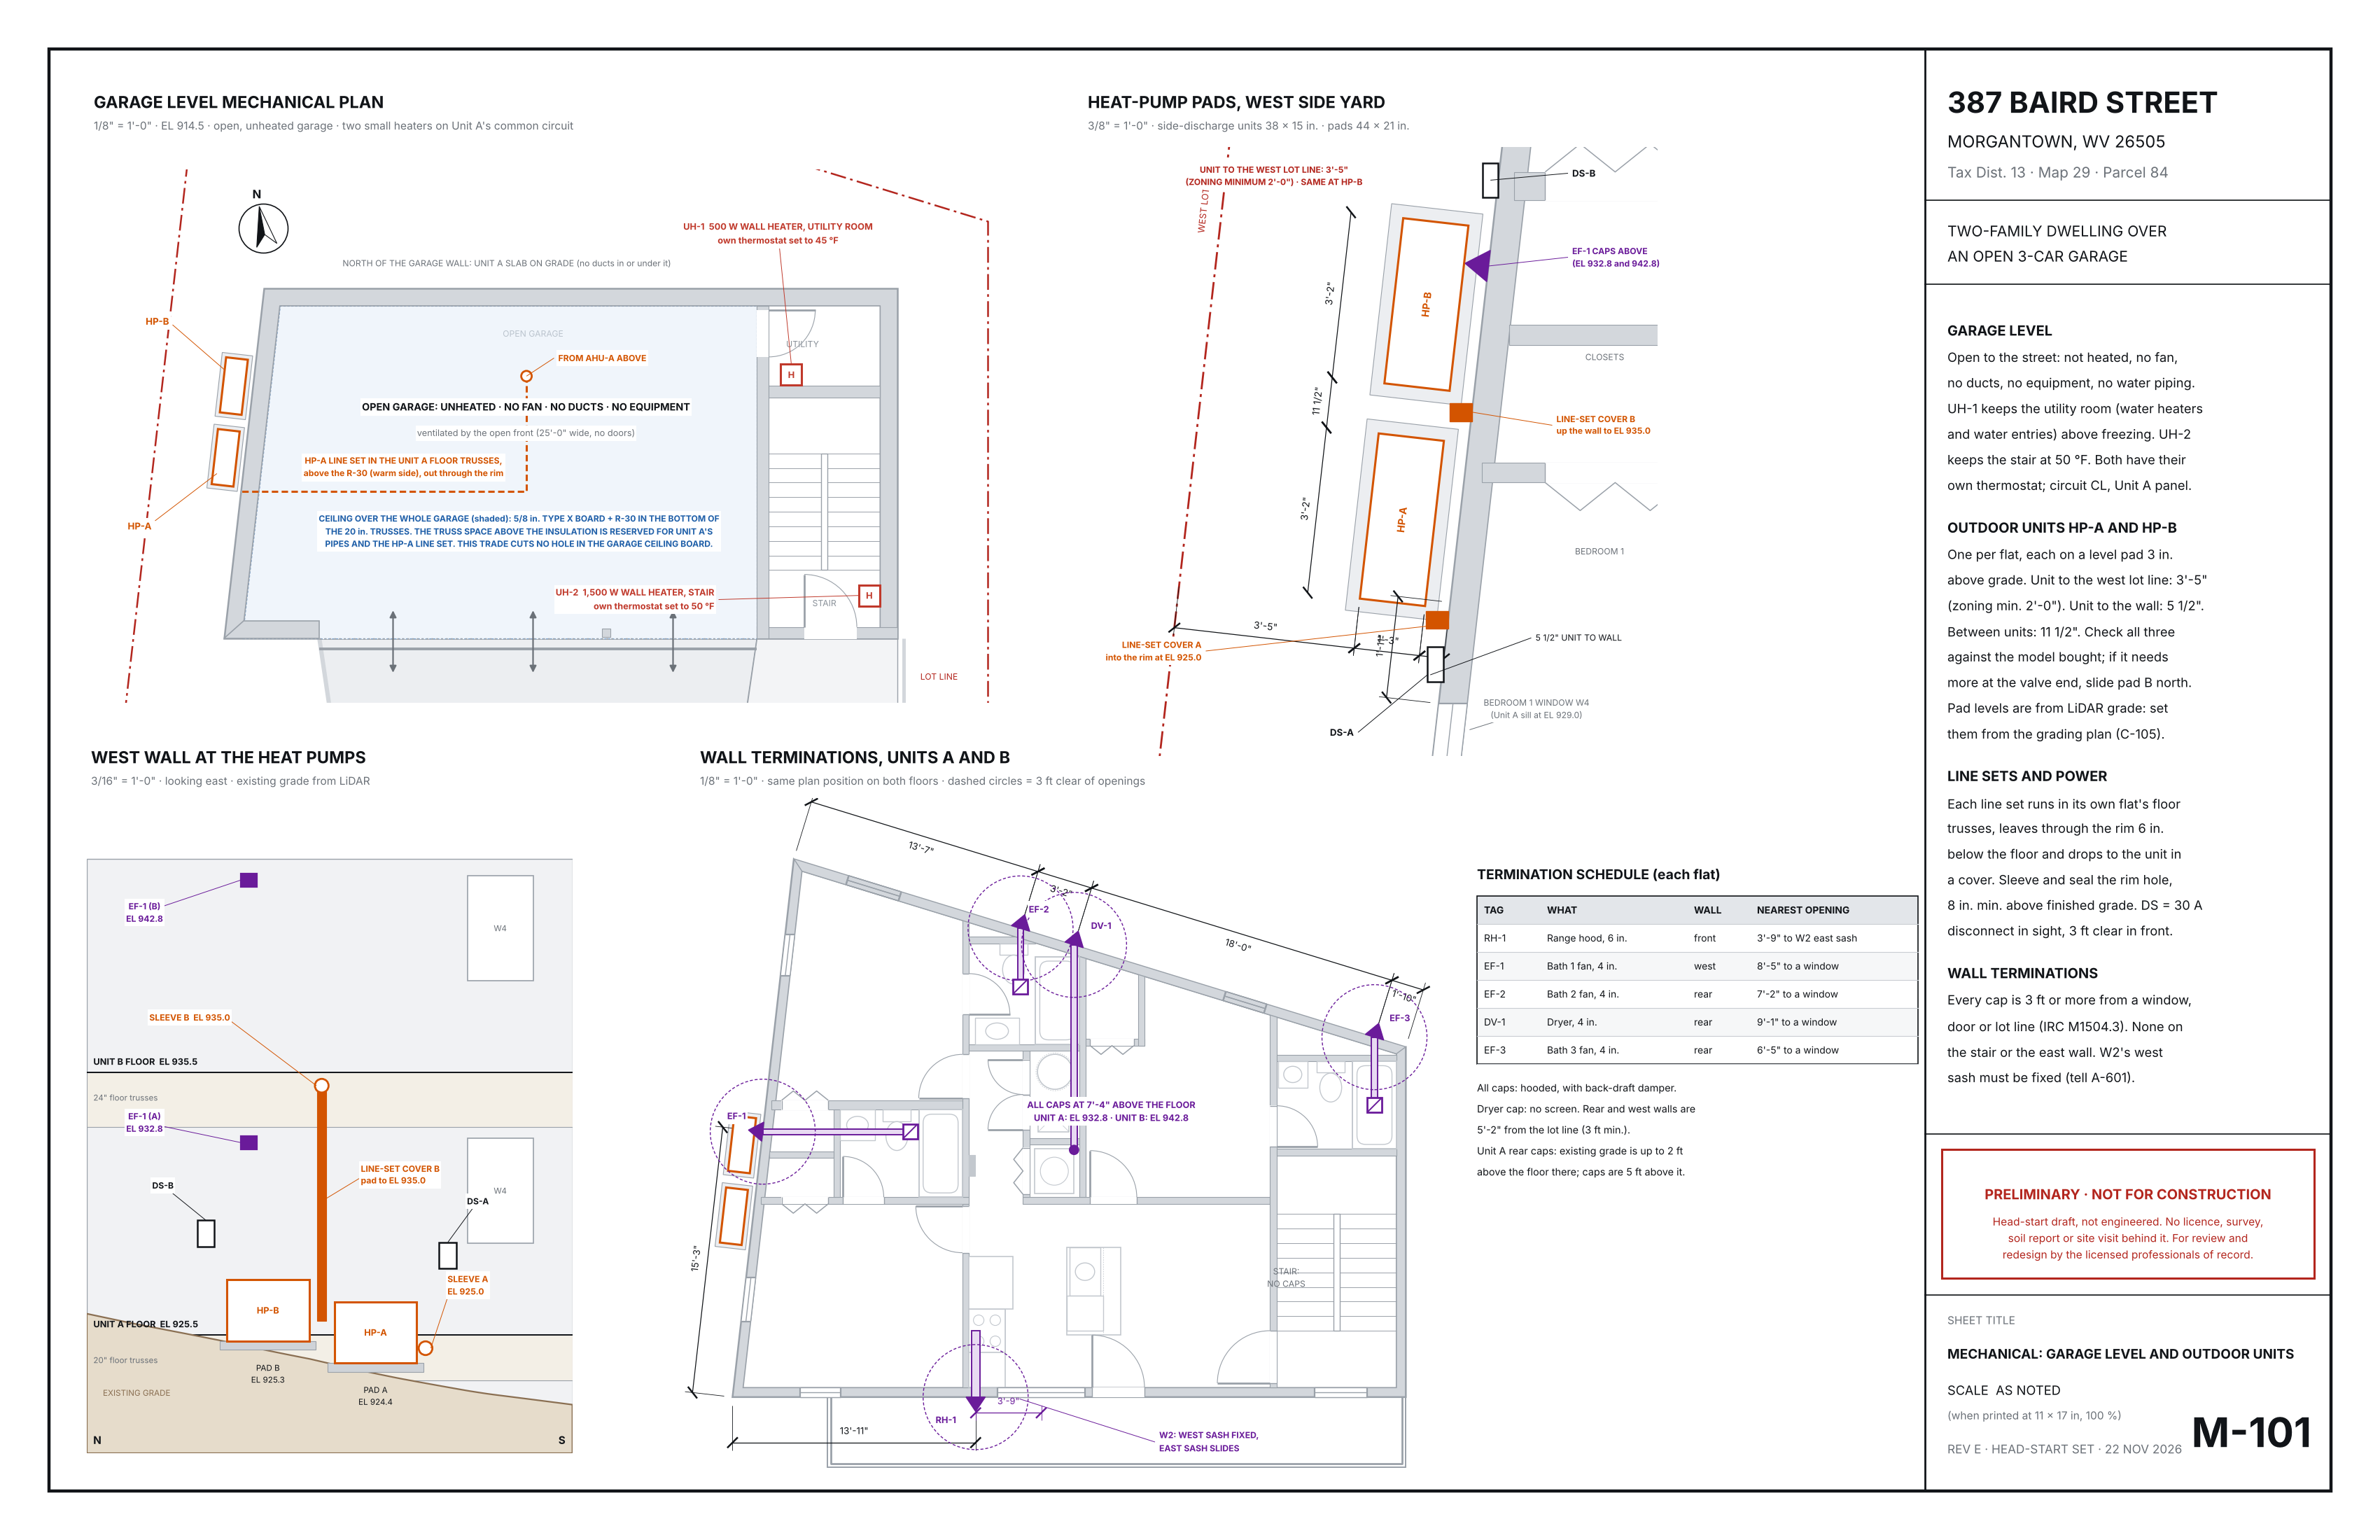 GARAGE LEVEL MECHANICAL PLAN
1/8" = 1'-0" · EL 914.5 · open, unheated garage · two small heaters on Unit A's common circuit
N
UH-1 500 W WALL HEATER, UTILITY ROOM
own thermostat set to 45 °F
NORTH OF THE GARAGE WALL: UNIT A SLAB ON GRADE (no ducts in or under it)
HP-B
OPEN GARAGE
UTILITY
FROM AHU-A ABOVE
H
OPEN GARAGE: UNHEATED · NO FAN · NO DUCTS · NO EQUIPMENT
ventilated by the open front (25'-0" wide, no doors)
HP-A LINE SET IN THE UNIT A FLOOR TRUSSES,
above the R-30 (warm side), out through the rim
HP-A
CEILING OVER THE WHOLE GARAGE (shaded): 5/8 in. TYPE X BOARD + R-30 IN THE BOTTOM OF
THE 20 in. TRUSSES. THE TRUSS SPACE ABOVE THE INSULATION IS RESERVED FOR UNIT A'S
PIPES AND THE HP-A LINE SET. THIS TRADE CUTS NO HOLE IN THE GARAGE CEILING BOARD.
UH-2 1,500 W WALL HEATER, STAIR
own thermostat set to 50 °F
H
STAIR
LOT LINE
HEAT-PUMP PADS, WEST SIDE YARD
3/8" = 1'-0" · side-discharge units 38 × 15 in. · pads 44 × 21 in.
UNIT TO THE WEST LOT LINE: 3'-5"
(ZONING MINIMUM 2'-0") · SAME AT HP-B
WEST LOT
DS-B
EF-1 CAPS ABOVE
(EL 932.8 and 942.8)
3'-2"
HP-B
CLOSETS
11 1/2"
LINE-SET COVER B
up the wall to EL 935.0
3'-2"
HP-A
BEDROOM 1
3'-5"
5 1/2" UNIT TO WALL
LINE-SET COVER A
into the rim at EL 925.0
BEDROOM 1 WINDOW W4
(Unit A sill at EL 929.0)
DS-A
WEST WALL AT THE HEAT PUMPS
3/16" = 1'-0" · looking east · existing grade from LiDAR
EF-1 (B)
EL 942.8
W4
SLEEVE B EL 935.0
UNIT B FLOOR EL 935.5
24" floor trusses
EF-1 (A)
EL 932.8
LINE-SET COVER B
pad to EL 935.0
DS-B
DS-A
W4
SLEEVE A
EL 925.0
HP-B
UNIT A FLOOR EL 925.5
HP-A
20" floor trusses
PAD B
EL 925.3
EXISTING GRADE
PAD A
EL 924.4
N
S
WALL TERMINATIONS, UNITS A AND B
1/8" = 1'-0" · same plan position on both floors · dashed circles = 3 ft clear of openings
13'-7"
3'-2"
EF-2
DV-1
18'-0"
1'-10"
EF-3
EF-1
ALL CAPS AT 7'-4" ABOVE THE FLOOR
UNIT A: EL 932.8 · UNIT B: EL 942.8
15'-3"
STAIR:
NO CAPS
3'-9"
RH-1
13'-11"
W2: WEST SASH FIXED,
EAST SASH SLIDES
TERMINATION SCHEDULE (each flat)
TAG WHAT WALL NEAREST OPENING
RH-1 Range hood, 6 in. front 3'-9" to W2 east sash
EF-1 Bath 1 fan, 4 in. west 8'-5" to a window
EF-2 Bath 2 fan, 4 in. rear 7'-2" to a window
DV-1 Dryer, 4 in. rear 9'-1" to a window
EF-3 Bath 3 fan, 4 in. rear 6'-5" to a window
All caps: hooded, with back-draft damper.
Dryer cap: no screen. Rear and west walls are
5'-2" from the lot line (3 ft min.).
Unit A rear caps: existing grade is up to 2 ft
above the floor there; caps are 5 ft above it.
387 BAIRD STREET
MORGANTOWN, WV 26505
Tax Dist. 13 · Map 29 · Parcel 84
TWO-FAMILY DWELLING OVER
AN OPEN 3-CAR GARAGE
GARAGE LEVEL
Open to the street: not heated, no fan,
no ducts, no equipment, no water piping.
UH-1 keeps the utility room (water heaters
and water entries) above freezing. UH-2
keeps the stair at 50 °F. Both have their
own thermostat; circuit CL, Unit A panel.
OUTDOOR UNITS HP-A AND HP-B
One per flat, each on a level pad 3 in.
above grade. Unit to the west lot line: 3'-5"
(zoning min. 2'-0"). Unit to the wall: 5 1/2".
Between units: 11 1/2". Check all three
against the model bought; if it needs
more at the valve end, slide pad B north.
Pad levels are from LiDAR grade: set
them from the grading plan (C-105).
LINE SETS AND POWER
Each line set runs in its own flat's floor
trusses, leaves through the rim 6 in.
below the floor and drops to the unit in
a cover. Sleeve and seal the rim hole,
8 in. min. above finished grade. DS = 30 A
disconnect in sight, 3 ft clear in front.
WALL TERMINATIONS
Every cap is 3 ft or more from a window,
door or lot line (IRC M1504.3). None on
the stair or the east wall. W2's west
sash must be fixed (tell A-601).
PRELIMINARY · NOT FOR CONSTRUCTION
Head-start draft, not engineered. No licence, survey,
soil report or site visit behind it. For review and
redesign by the licensed professionals of record.
SHEET TITLE
MECHANICAL: GARAGE LEVEL AND OUTDOOR UNITS
SCALE AS NOTED
(when printed at 11 × 17 in, 100 %)
REV E · HEAD-START SET · 22 NOV 2026
M-101